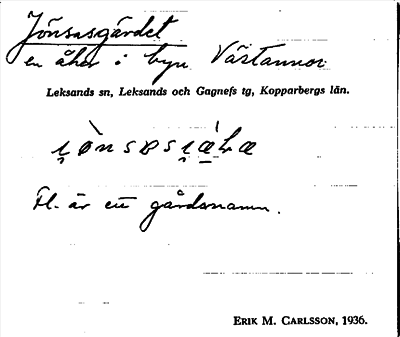 Jönsasgärdet
en åker i byn Västannor
Leksands sn, Leksands och Gagnefs tg, Kopparbergs län.
Fl. är ett gårdsnamn.
ERIK M. CARLSSON, 1936.